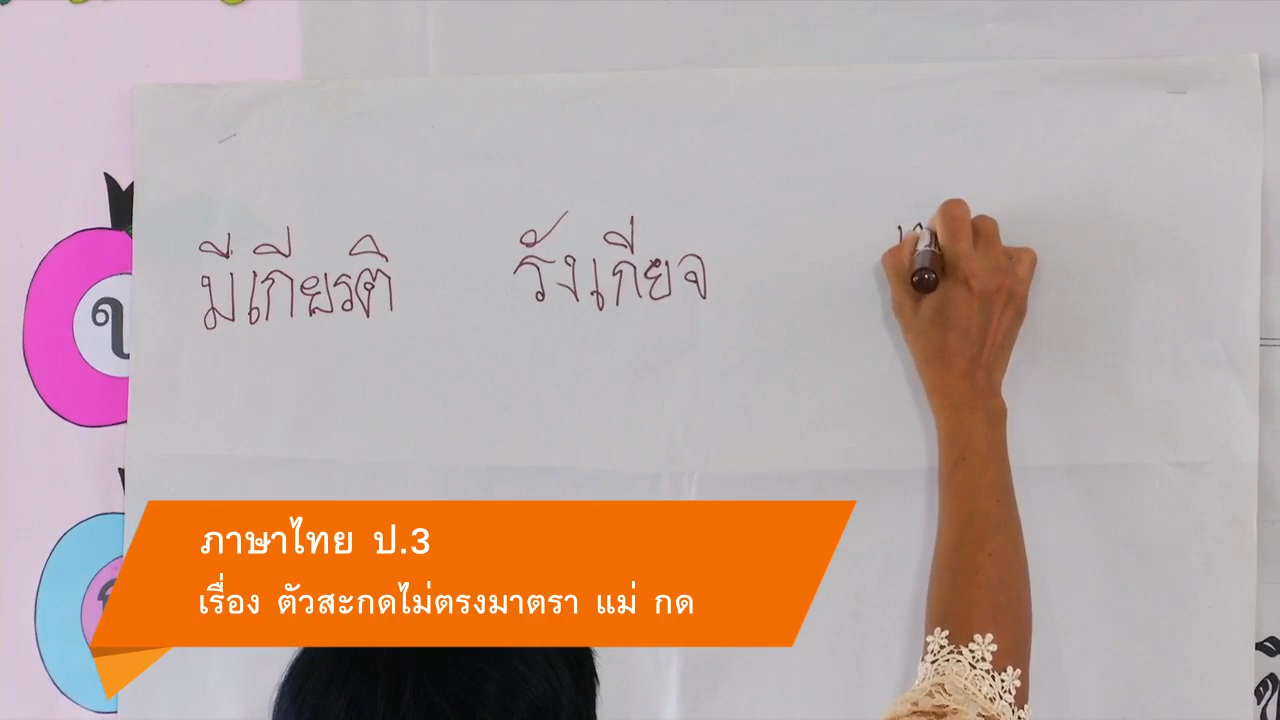 มีเกียรติ รังเกียจ
ภาษาไทย ป.3
เรื่อง ตัวสะกดไม่ตรงมาตรา แม่ กด